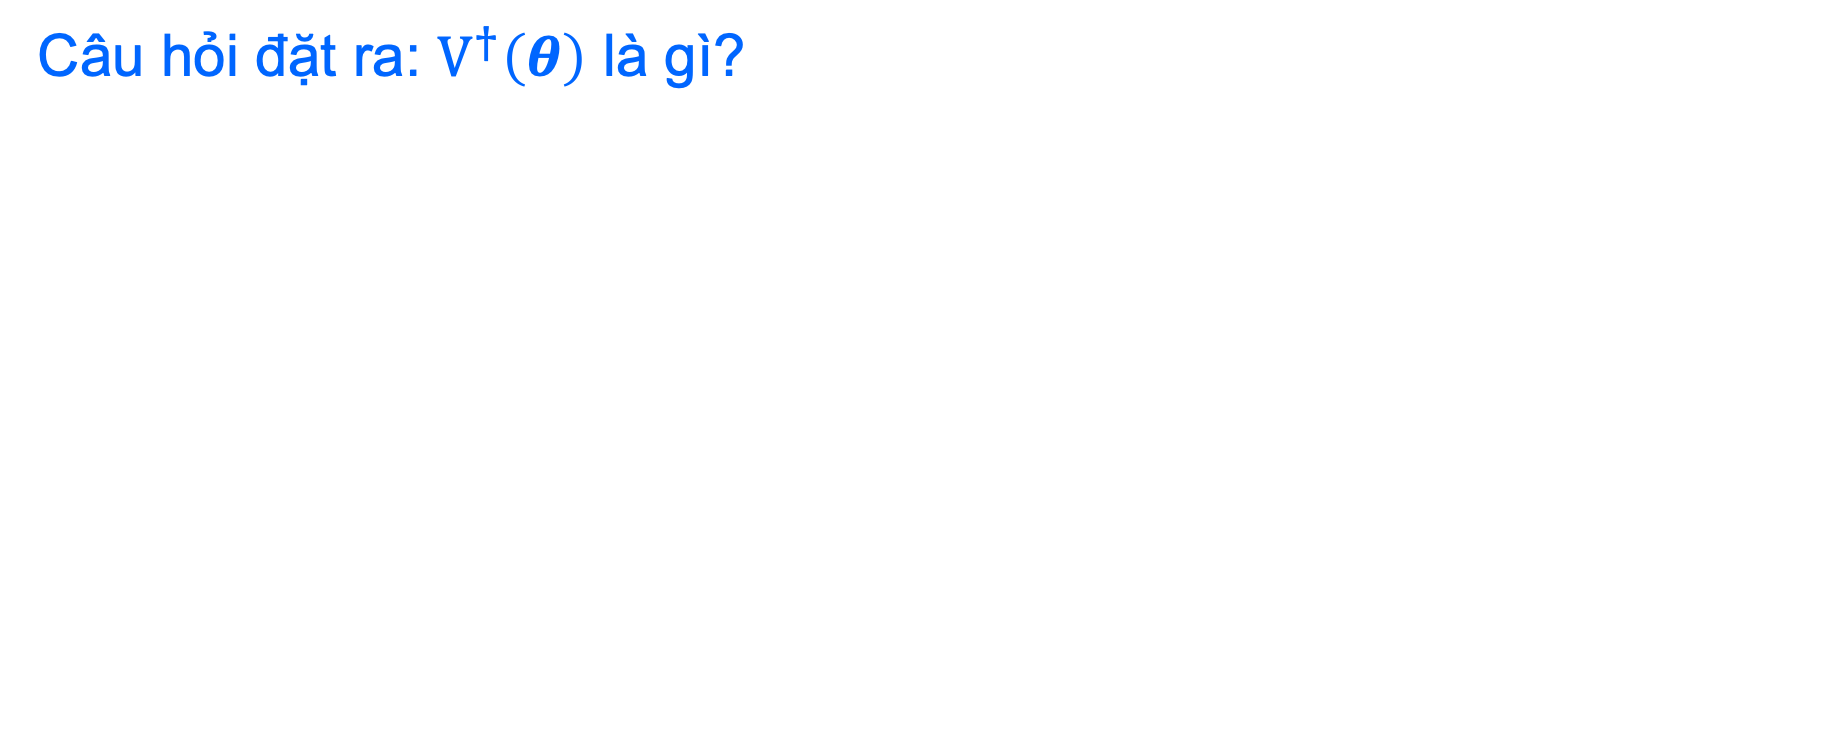 Câu hỏi đặt ra: V†(θ) là gì?